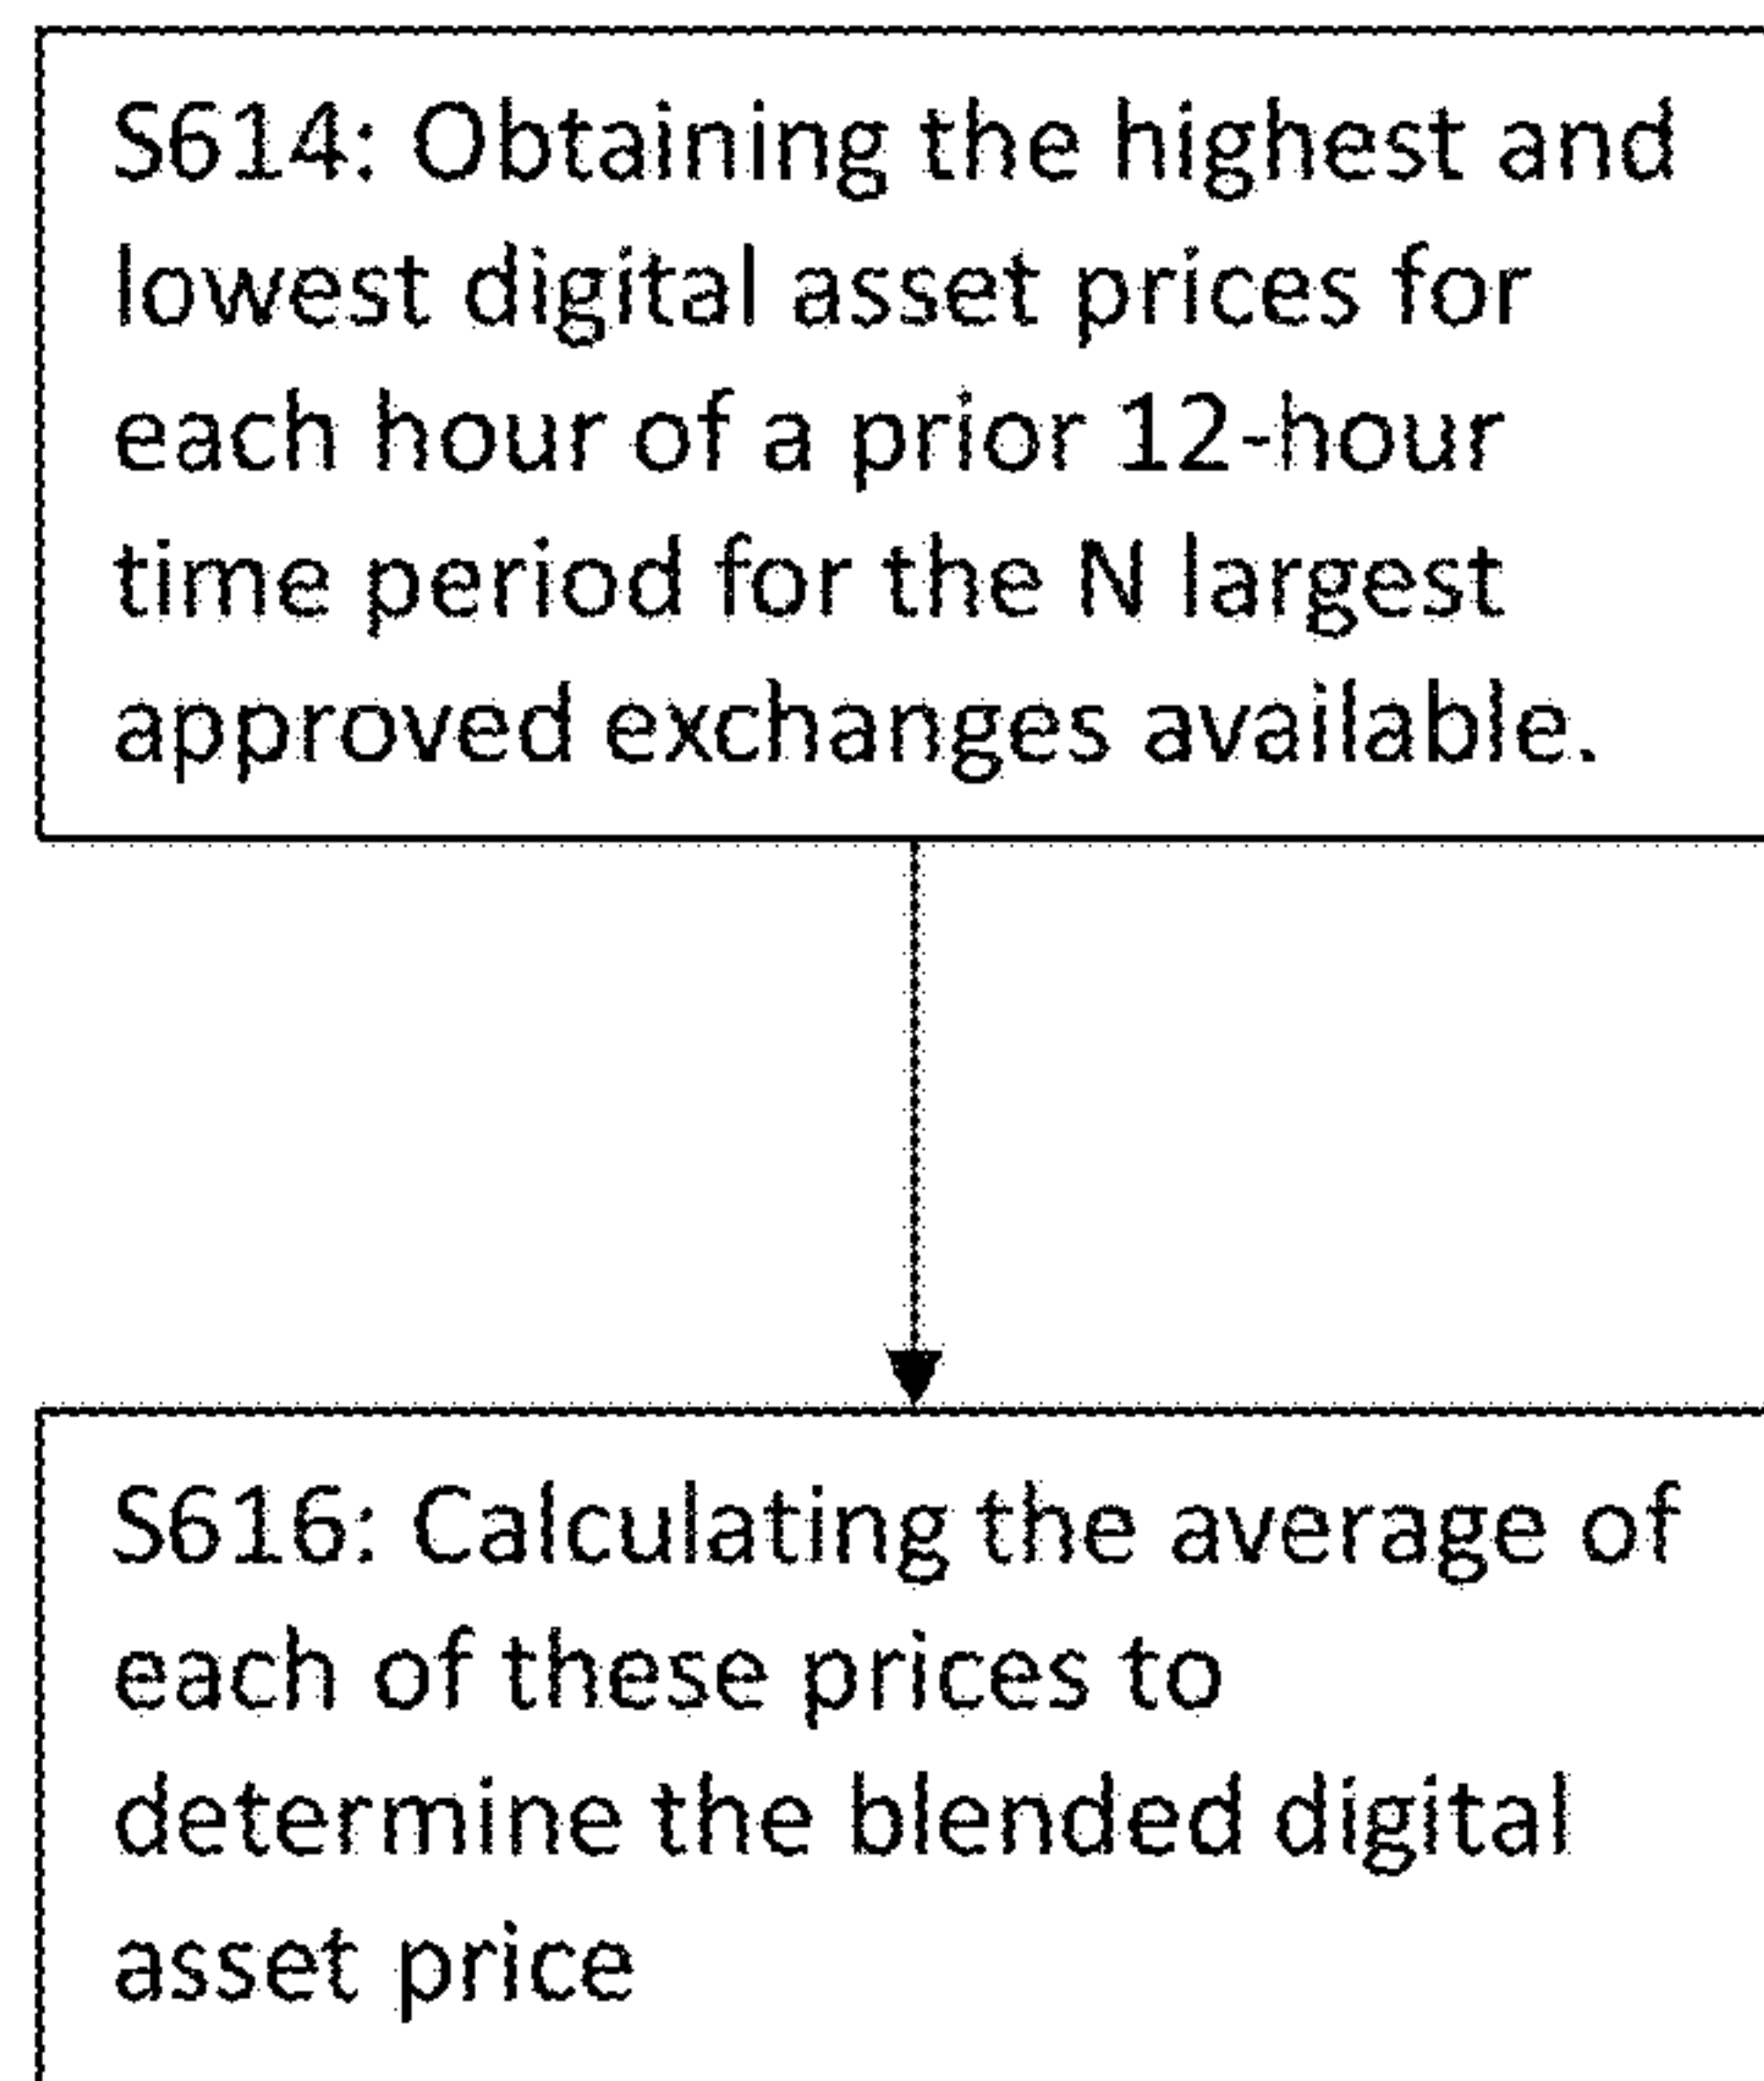 S614: Obtaining the highest and
lowest digital asset prices for
each hour of a prior 12-hour
time period for the N largest
approved exchanges available.
S616: Calculating the average of
each of these prices to
determine the blended digital
asset price